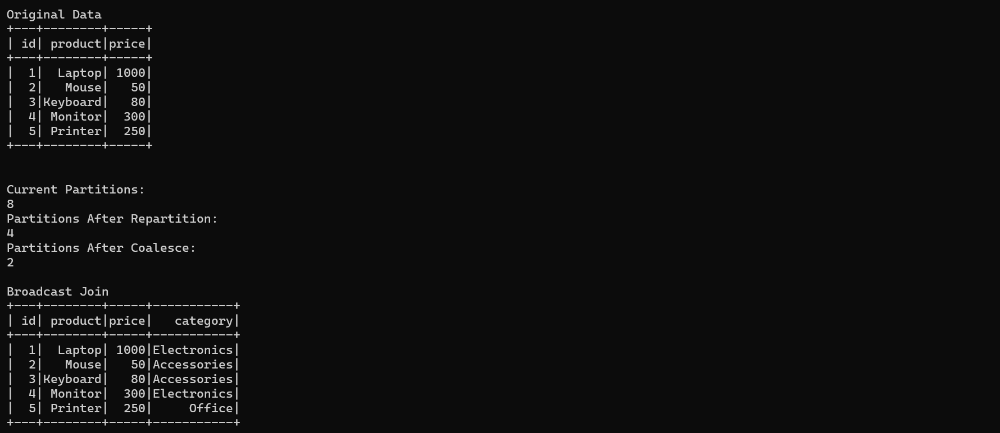 Original Data
+---+--------+-----+
| id| product|price|
+---+--------+-----+
|  1|  Laptop| 1000|
|  2|   Mouse|   50|
|  3|Keyboard|   80|
|  4| Monitor|  300|
|  5| Printer|  250|
+---+--------+-----+
Current Partitions:
8
Partitions After Repartition:
4
Partitions After Coalesce:
2
Broadcast Join
+---+--------+-----+-----------+
| id| product|price|   category|
+---+--------+-----+-----------+
|  1|  Laptop| 1000|Electronics|
|  2|   Mouse|   50|Accessories|
|  3|Keyboard|   80|Accessories|
|  4| Monitor|  300|Electronics|
|  5| Printer|  250|     Office|
+---+--------+-----+-----------+